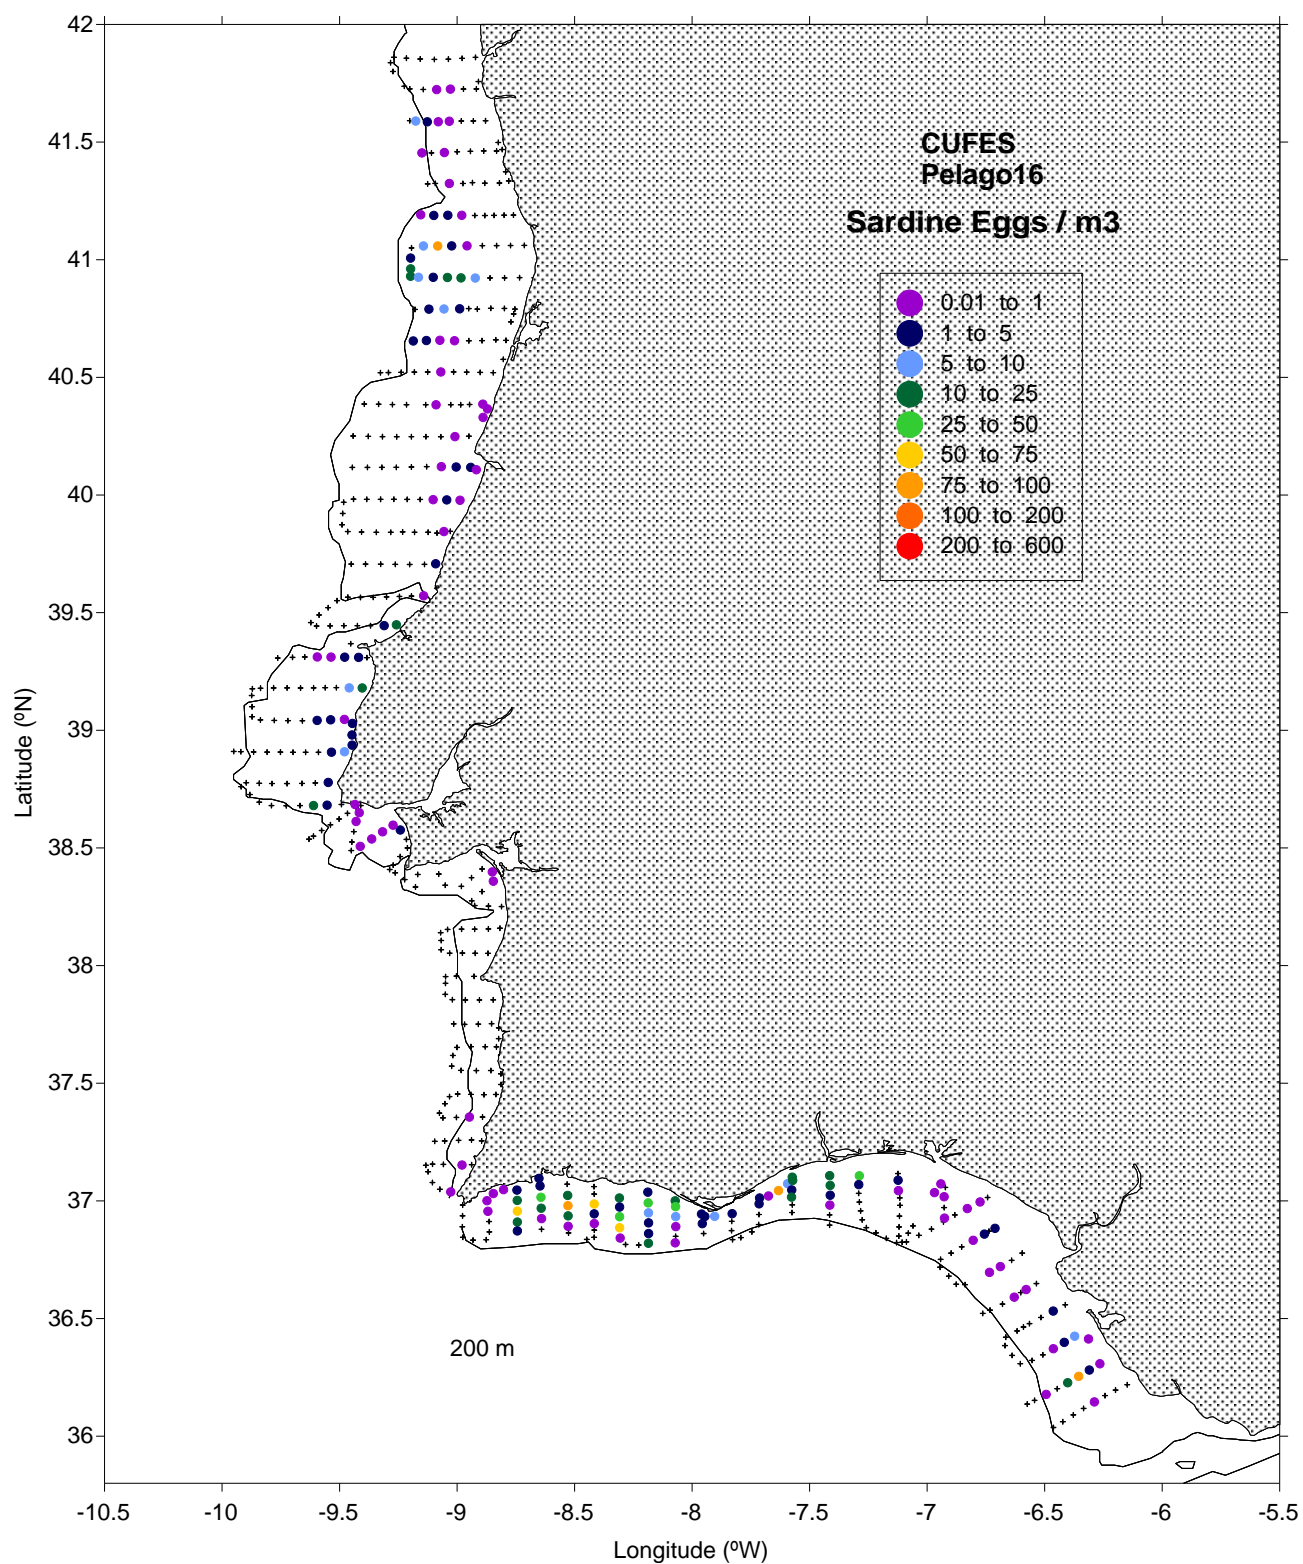 42
41.5
41
40.5
40
39.5
39
38.5
38
37.5
37
36.5
36
Latitude (ºN)
CUFES
Pelago16
Sardine Eggs / m3
0.01 to 1
1 to 5
5 to 10
10 to 25
25 to 50
50 to 75
75 to 100
100 to 200
200 to 600
200 m
-10.5 -10 -9.5 -9 -8.5 -8 -7.5 -7 -6.5 -6 -5.5
Longitude (ºW)